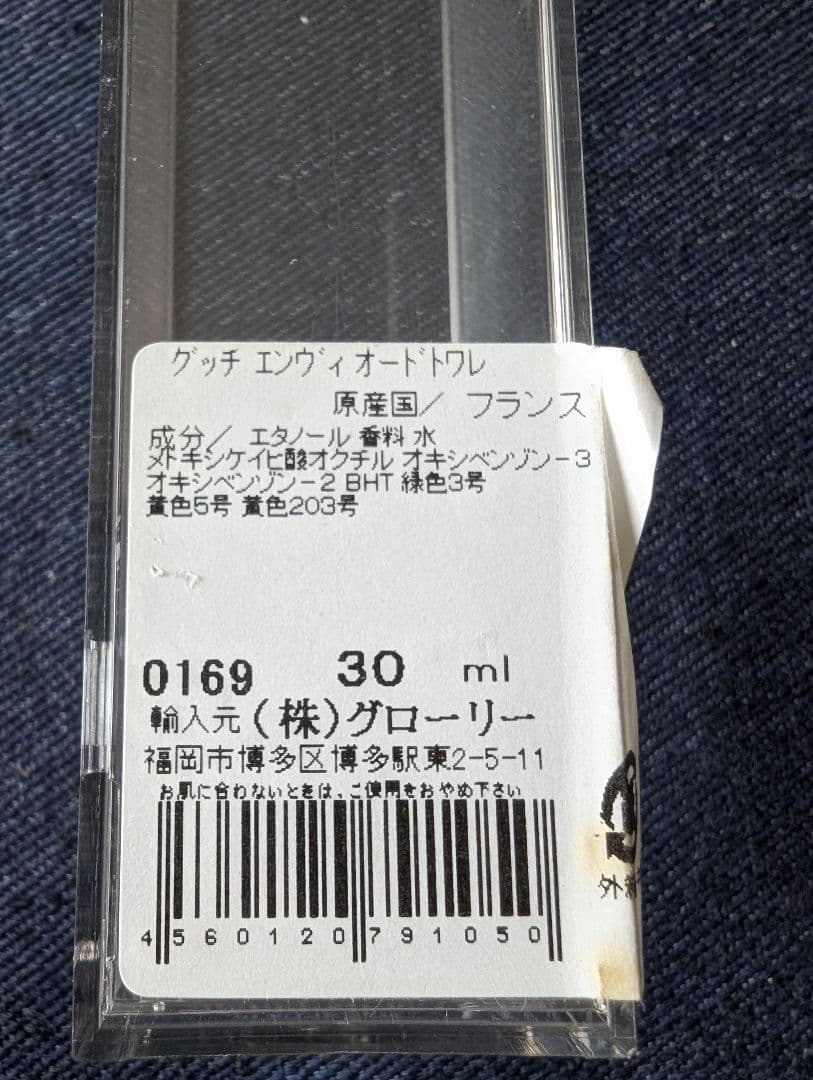 グッチ エンヴィ オードトワレ
原産国／ フランス
成分／ エタノール 香料 水
メトキシケイヒ酸オクチル オキシベンゾン－3
オキシベンゾン－2 BHT 緑色3号
黄色5号 黄色203号
0169 30 ml
輸入元 (株)グローリー
福岡市博多区博多駅東2-5-11
お肌に合わないときは、ご使用をおやめ下さい
4 560120 791050
外